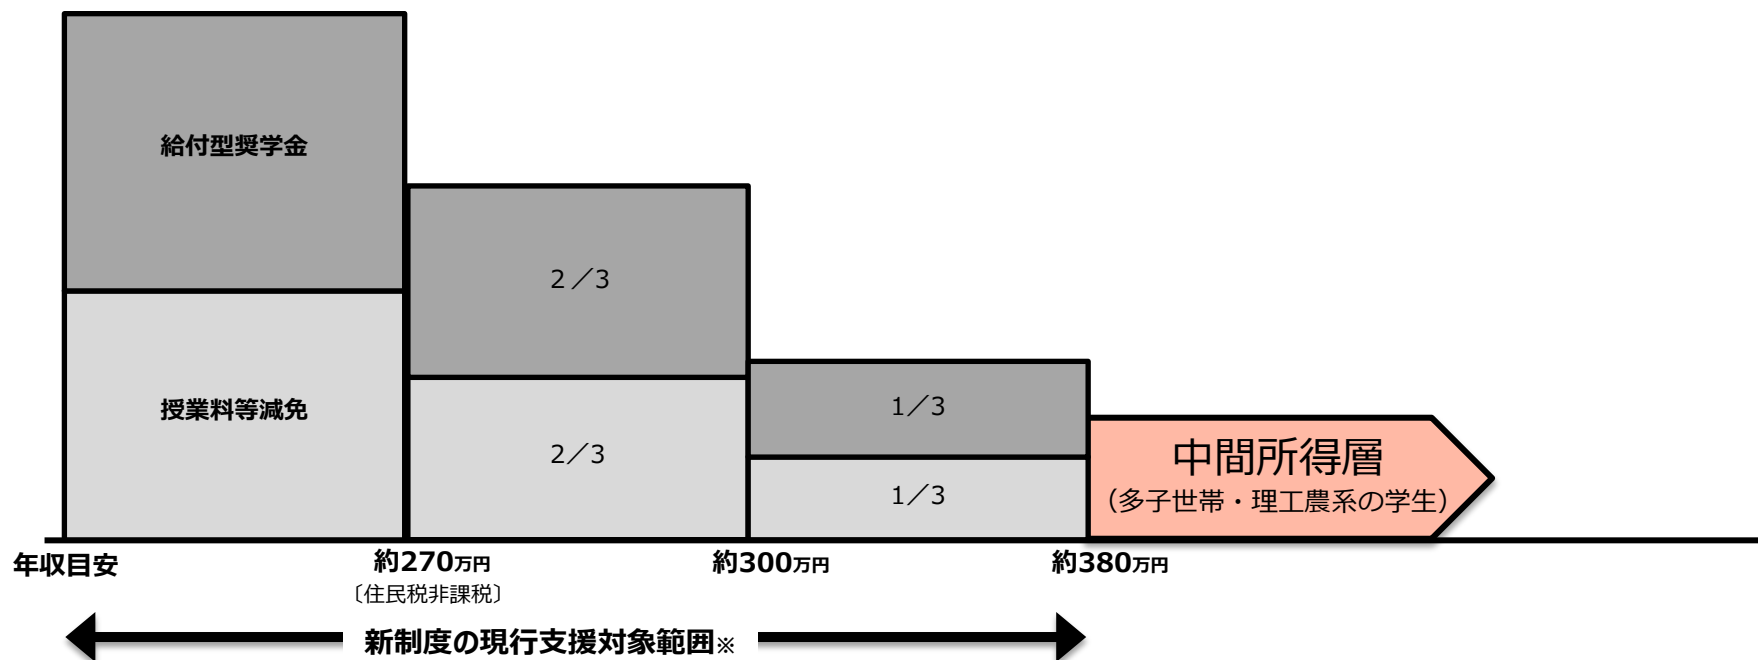 給付型奨学金
授業料等減免
2／3
2／3
1／3
1／3
中間所得層
（多子世帯・理工農系の学生）
年収目安
約270万円
〔住民税非課税〕
約300万円
約380万円
新制度の現行支援対象範囲※